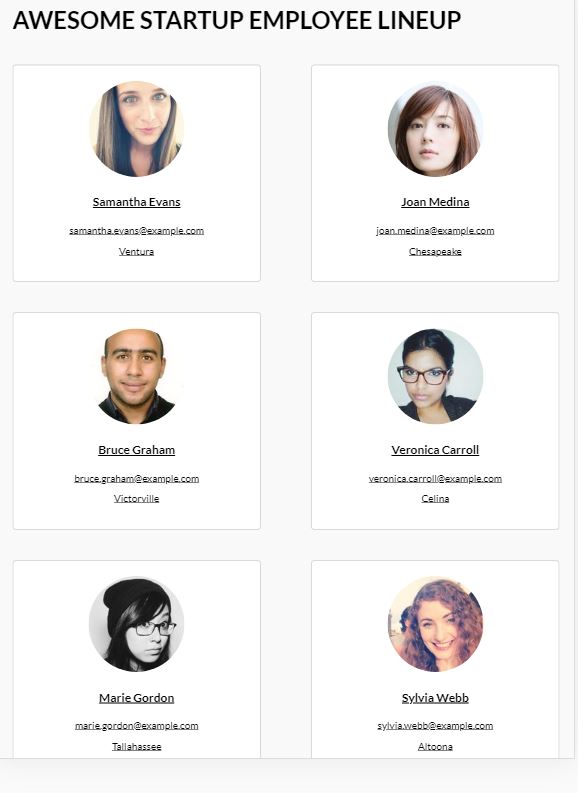 AWESOME STARTUP EMPLOYEE LINEUP
Samantha Evans
samantha.evans@example.com
Ventura
Joan Medina
joan.medina@example.com
Chesapeake
Bruce Graham
bruce.graham@example.com
Victorville
Veronica Carroll
veronica.carroll@example.com
Celina
Marie Gordon
marie.gordon@example.com
Tallahassee
Sylvia Webb
sylvia.webb@example.com
Altoona